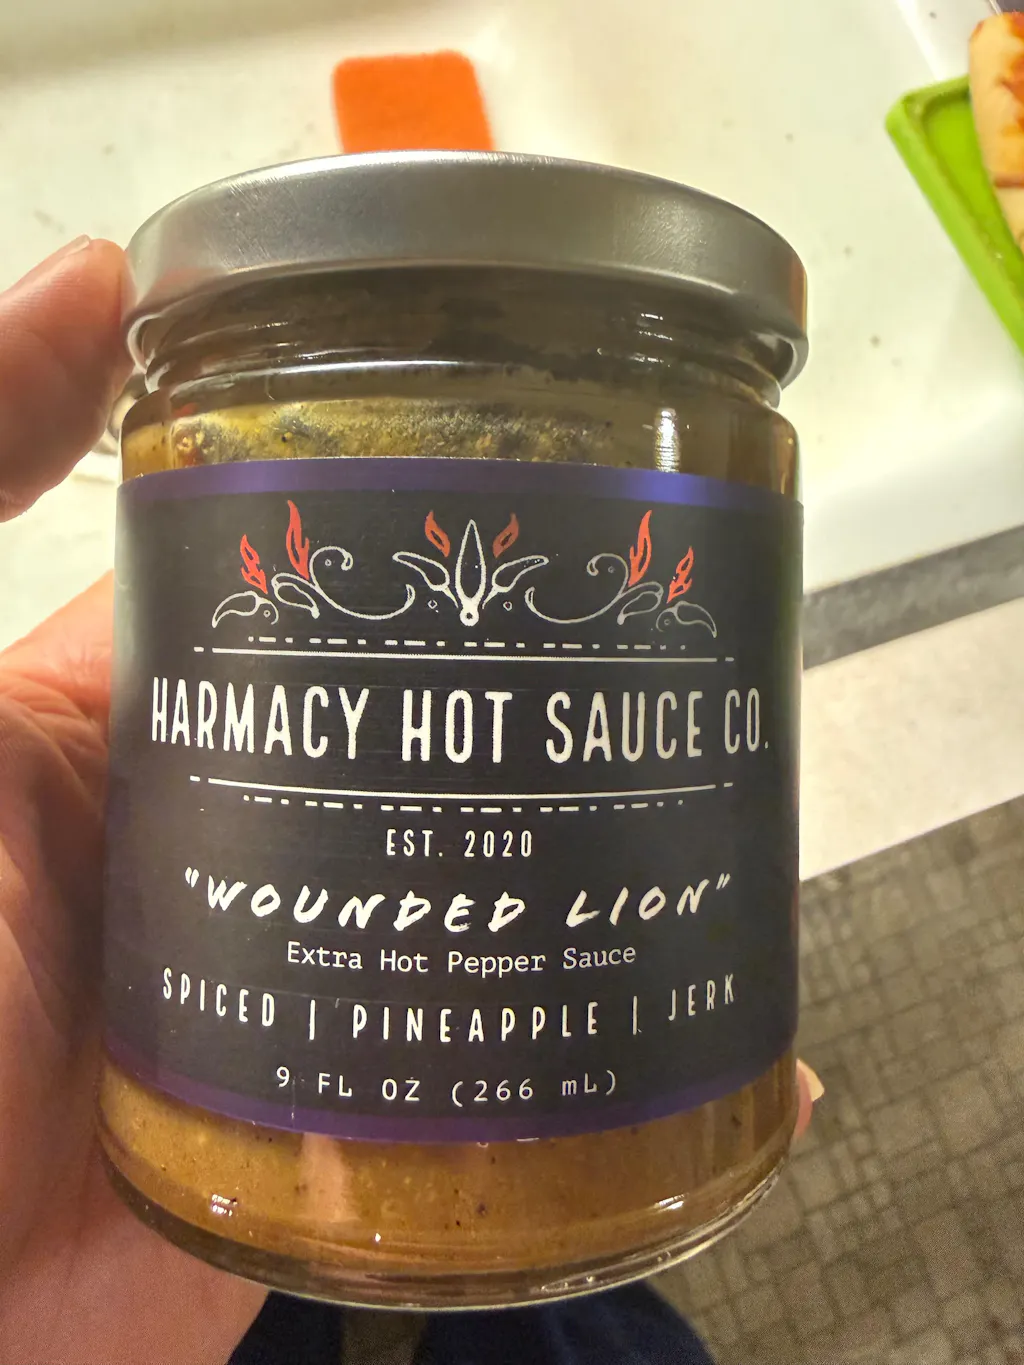 HARMACY HOT SAUCE CO.
EST. 2020
"WOUNDED LION"
Extra Hot Pepper Sauce
SPICED | PINEAPPLE | JERK
9 FL OZ (266 mL)